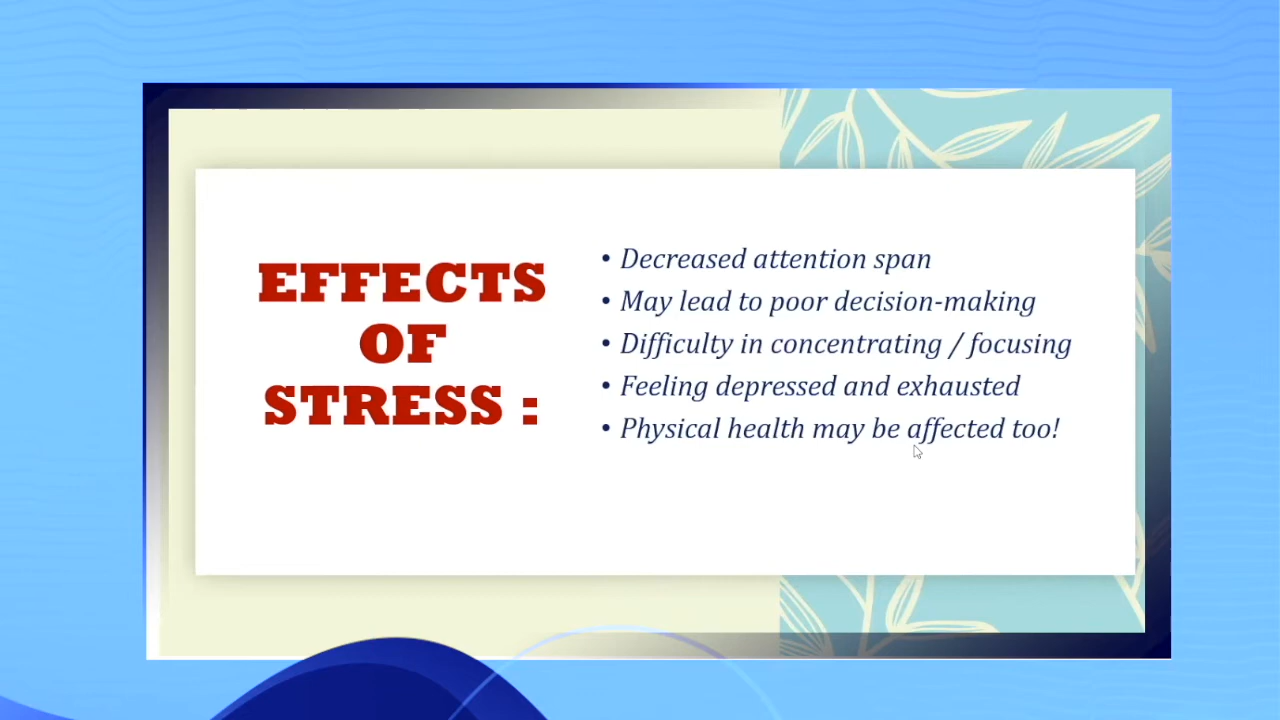 EFFECTS
OF
STRESS :
• Decreased attention span
• May lead to poor decision-making
• Difficulty in concentrating / focusing
• Feeling depressed and exhausted
• Physical health may be affected too!